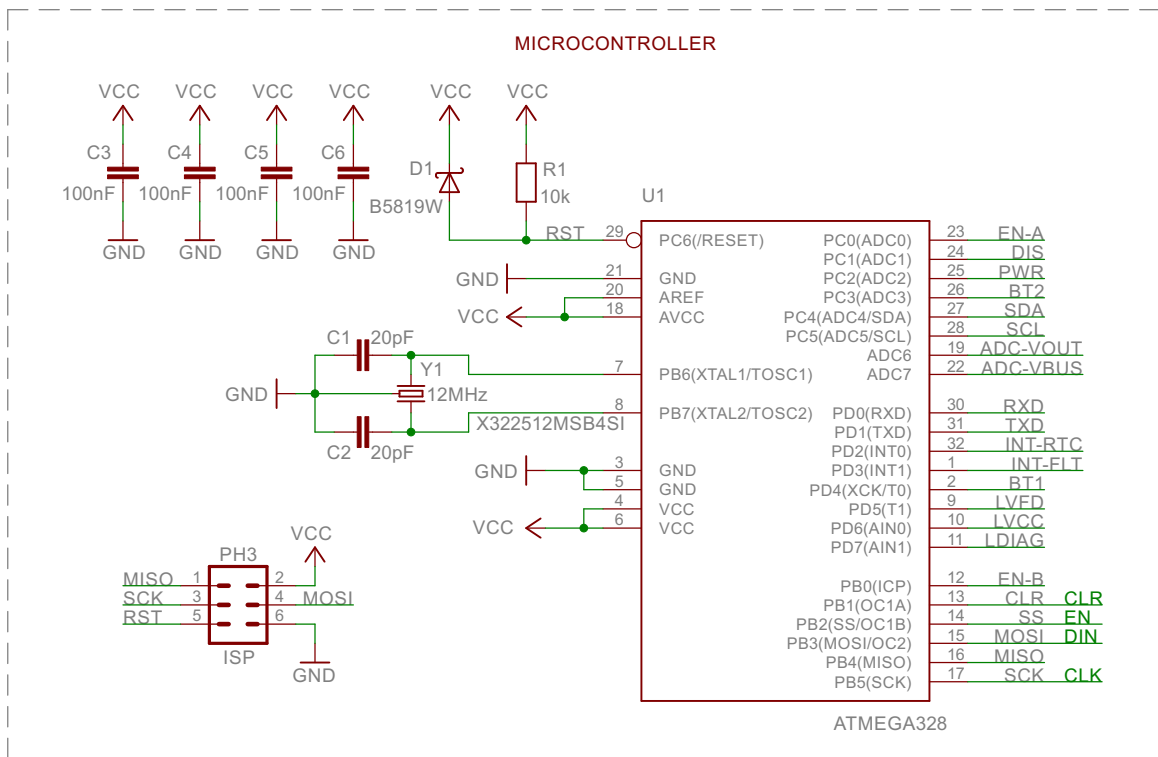 MICROCONTROLLER
VCC VCC VCC VCC VCC VCC
C3 C4 C5 C6 D1 R1
100nF 100nF 100nF 100nF B5819W 10k
GND GND GND GND
U1
RST 29 PC6(/RESET) PC0(ADC0) 23 EN-A
PC1(ADC1) 24 DIS
GND 21 GND PC2(ADC2) 25 PWR
20 AREF PC3(ADC3) 26 BT2
VCC 18 AVCC PC4(ADC4/SDA) 27 SDA
C1 20pF PC5(ADC5/SCL) 28 SCL
ADC6 19 ADC-VOUT
Y1 7 PB6(XTAL1/TOSC1) ADC7 22 ADC-VBUS
GND 12MHz
8 PB7(XTAL2/TOSC2) PD0(RXD) 30 RXD
X322512MSB4SI PD1(TXD) 31 TXD
C2 20pF PD2(INT0) 32 INT-RTC
GND 3 GND PD3(INT1) 1 INT-FLT
5 GND PD4(XCK/T0) 2 BT1
4 VCC PD5(T1) 9 LVFD
VCC 6 VCC PD6(AIN0) 10 LVCC
PD7(AIN1) 11 LDIAG
VCC
PH3
MISO 1 2 PB0(ICP) 12 EN-B
SCK 3 4 MOSI PB1(OC1A) 13 CLR CLR
RST 5 6 PB2(SS/OC1B) 14 SS EN
PB3(MOSI/OC2) 15 MOSI DIN
ISP PB4(MISO) 16 MISO
GND PB5(SCK) 17 SCK CLK
ATMEGA328